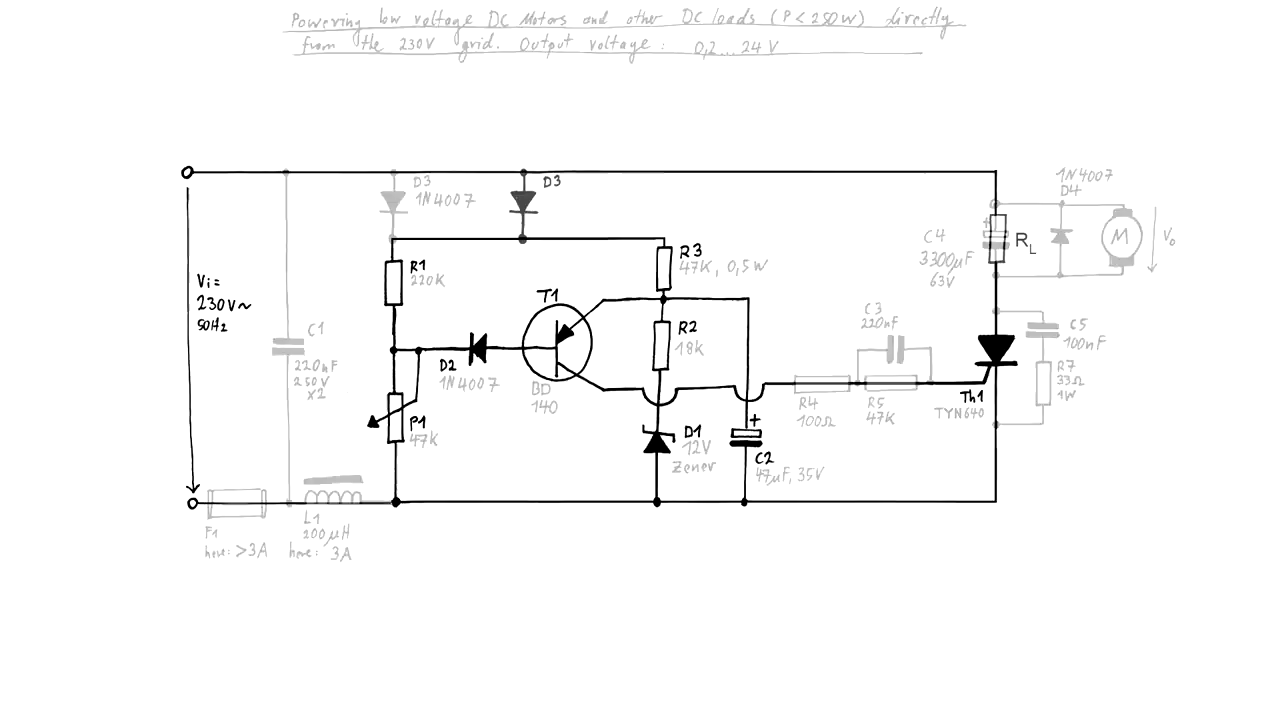 Powering low voltage DC Motors and other DC loads (P < 250W) directly
from the 230V grid. Output voltage: 0,2... 24 V
D3
1N4007
D3
1N4007
D4
R3
47K, 0,5W
C4
3300µF
63V
RL
M
Vo
Vi=
230V~
50Hz
R1
220K
T1
R2
18K
C3
220nF
C5
100nF
C1
220nF
250V
X2
D2
1N4007
BD
140
R7
33Ω
1W
R4
100Ω
R5
47K
Th1
TYN640
P1
47K
D1
12V
Zener
+
C2
47µF, 35V
F1
here: >3A
L1
200µH
here: 3A